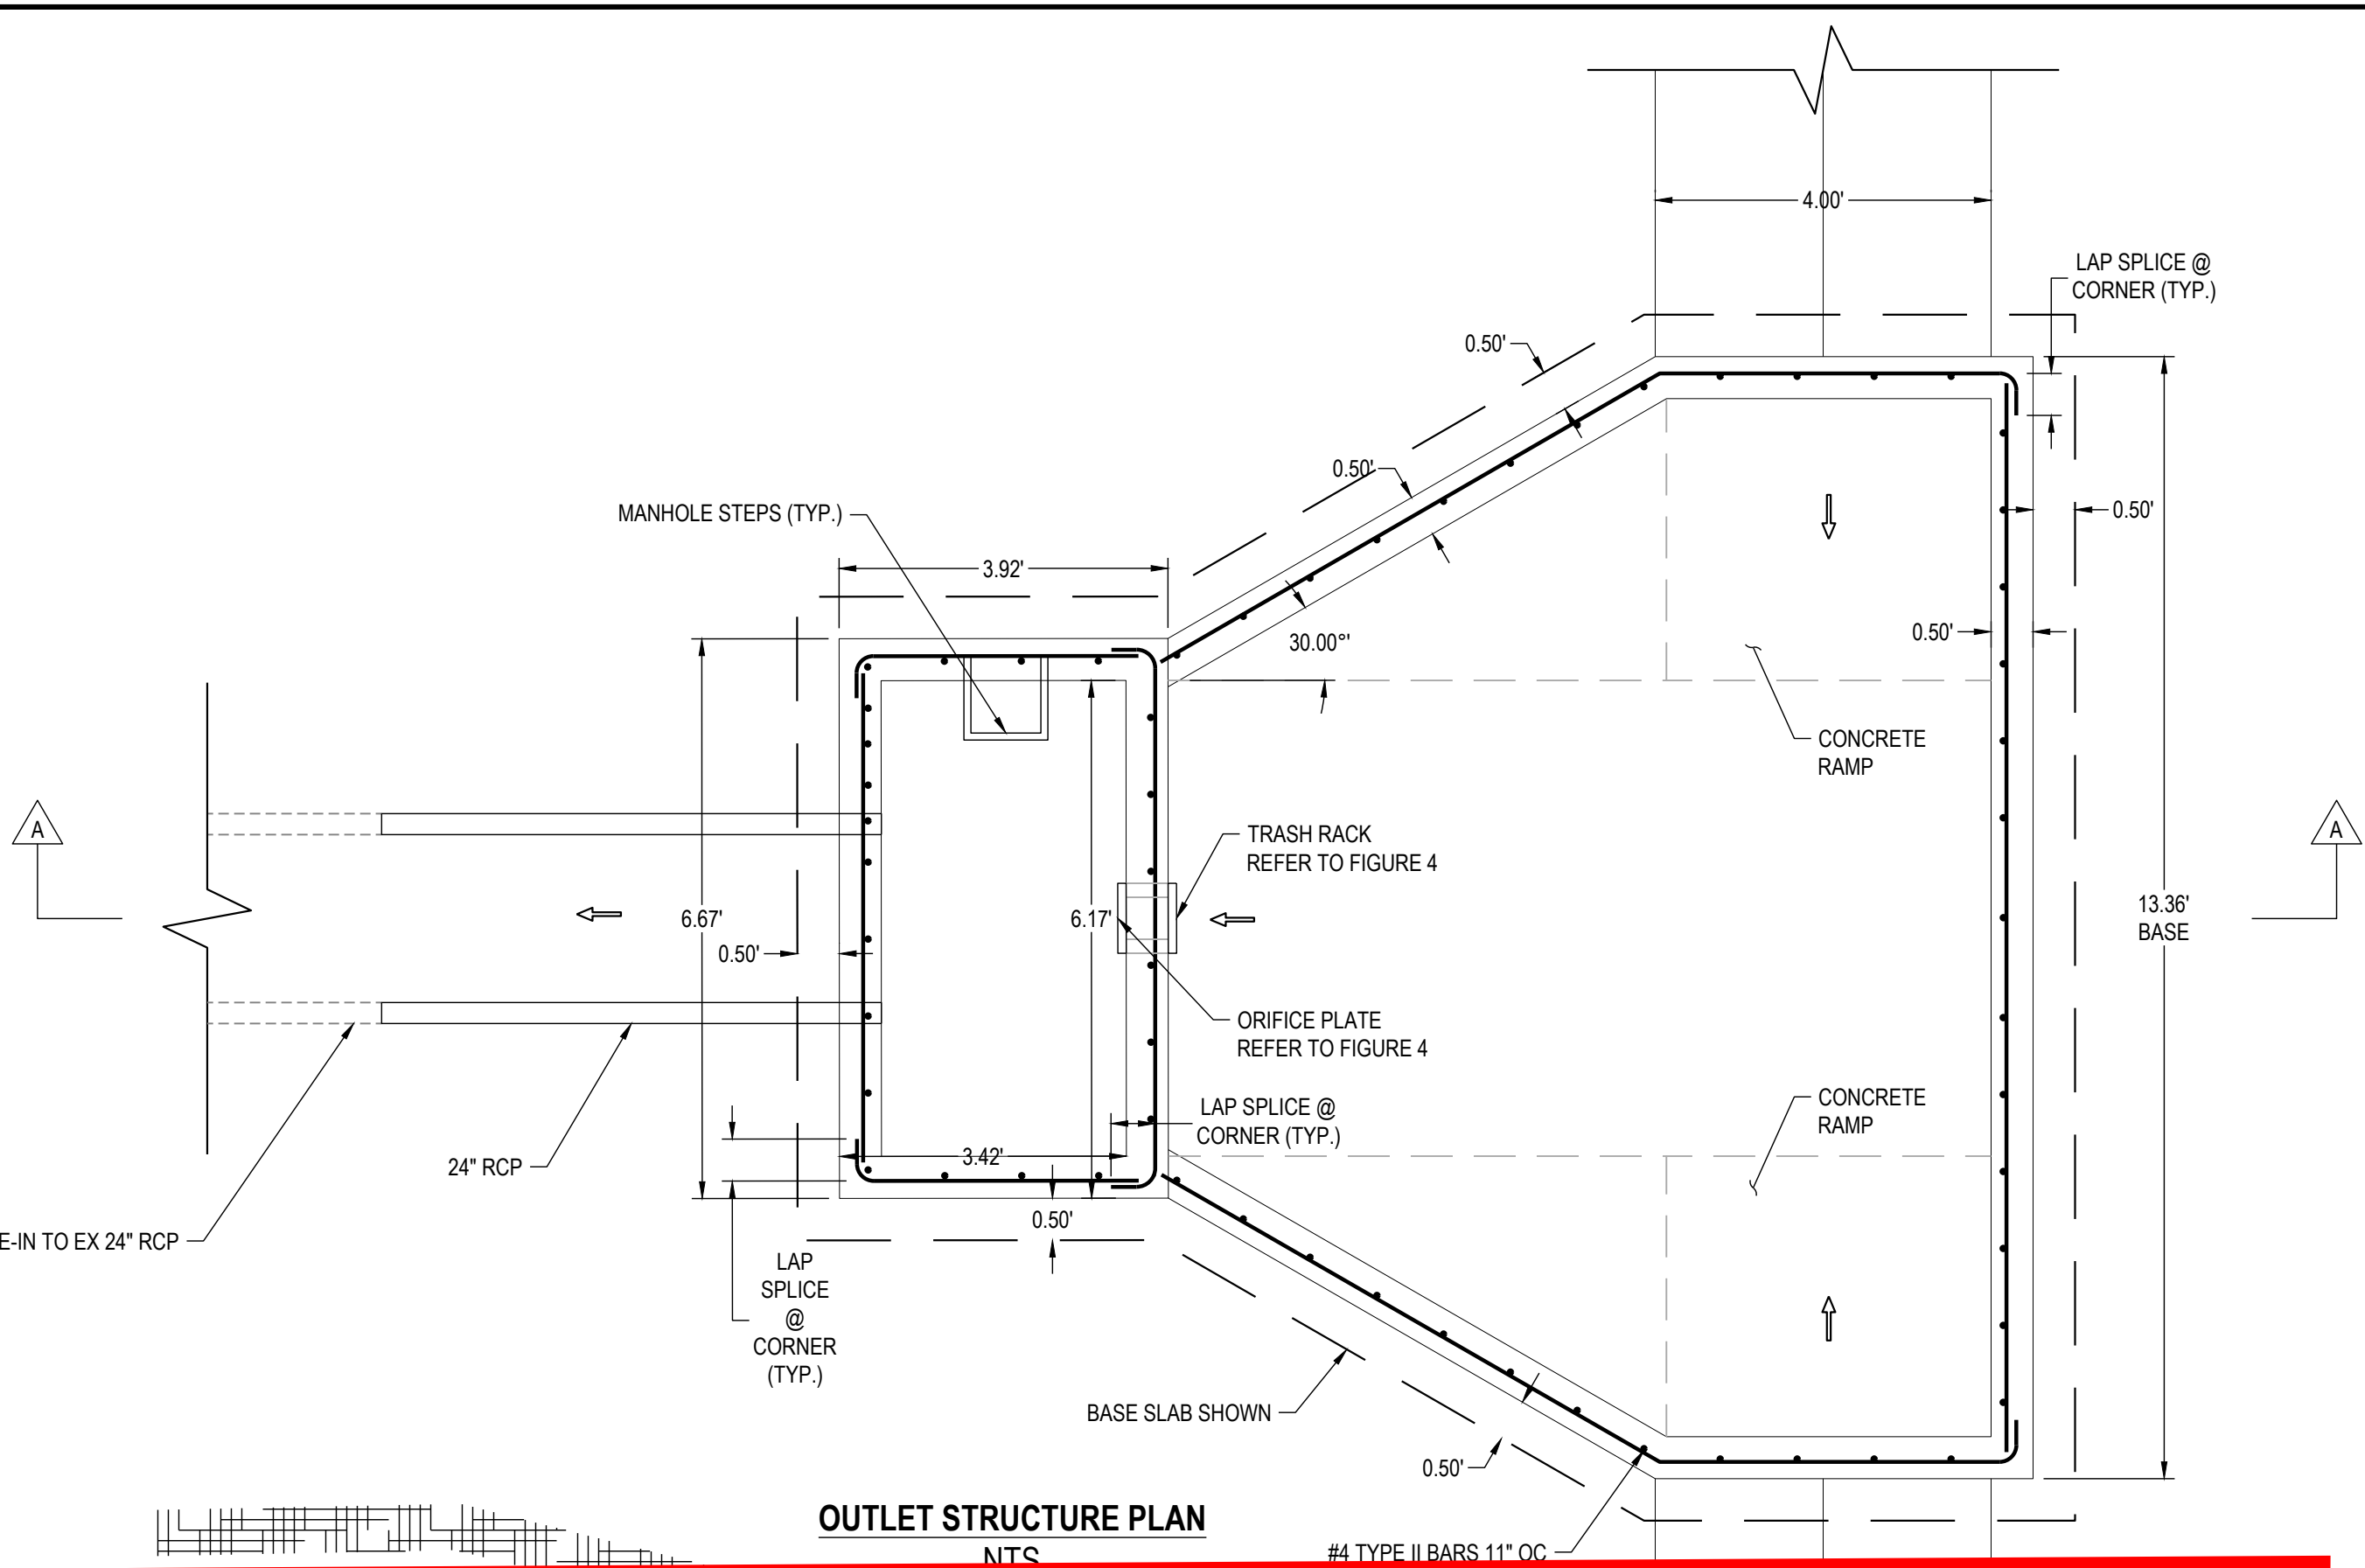 4.00'
LAP SPLICE @
CORNER (TYP.)
0.50'
0.50'
MANHOLE STEPS (TYP.)
0.50'
3.92'
0.50'
30.00°'
CONCRETE
RAMP
A
TRASH RACK
REFER TO FIGURE 4
A
6.67'
6.17'
13.36'
BASE
0.50'
ORIFICE PLATE
REFER TO FIGURE 4
CONCRETE
RAMP
LAP SPLICE @
CORNER (TYP.)
24" RCP
3.42'
0.50'
E-IN TO EX 24" RCP
LAP
SPLICE
@
CORNER
(TYP.)
BASE SLAB SHOWN
0.50'
OUTLET STRUCTURE PLAN
NTS
#4 TYPE II BARS 11" OC